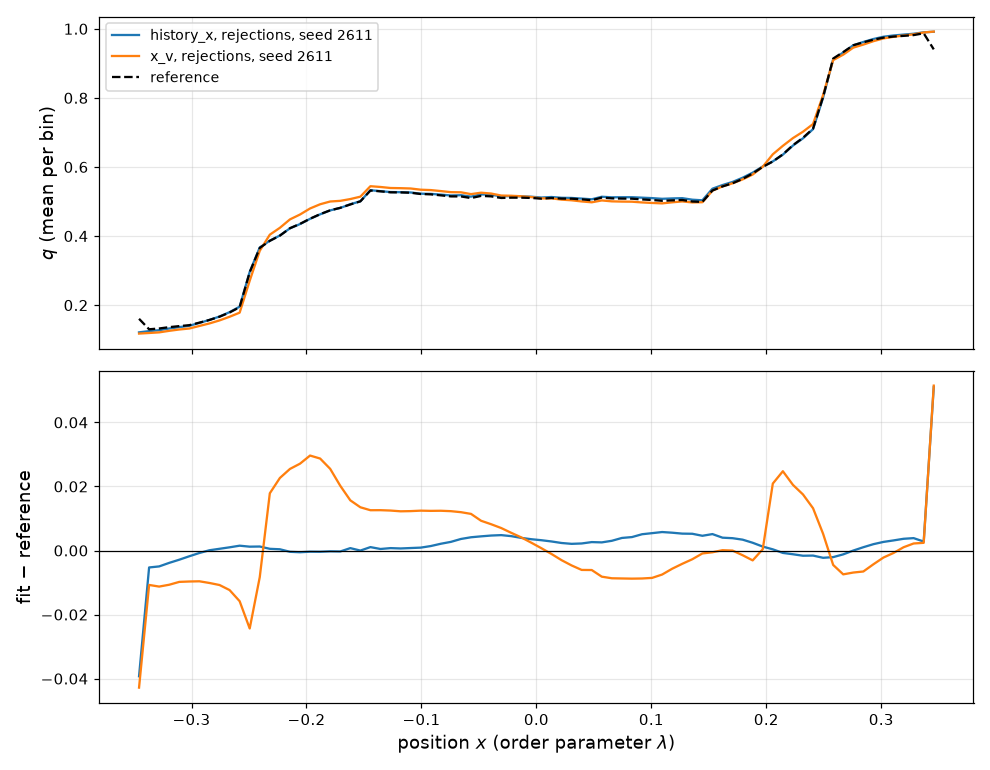 1.0
0.8
0.6
0.4
0.2
q (mean per bin)
history_x, rejections, seed 2611
x_v, rejections, seed 2611
reference
0.04
0.02
0.00
−0.02
−0.04
fit − reference
−0.3
−0.2
−0.1
0.0
0.1
0.2
0.3
position x (order parameter λ)